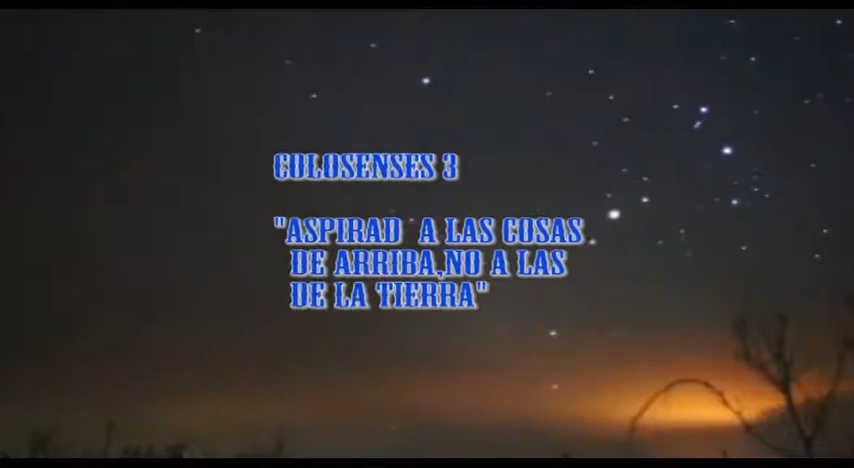 COLOSENSES 3
"ASPIRAD A LAS COSAS
DE ARRIBA,NO A LAS
DE LA TIERRA"